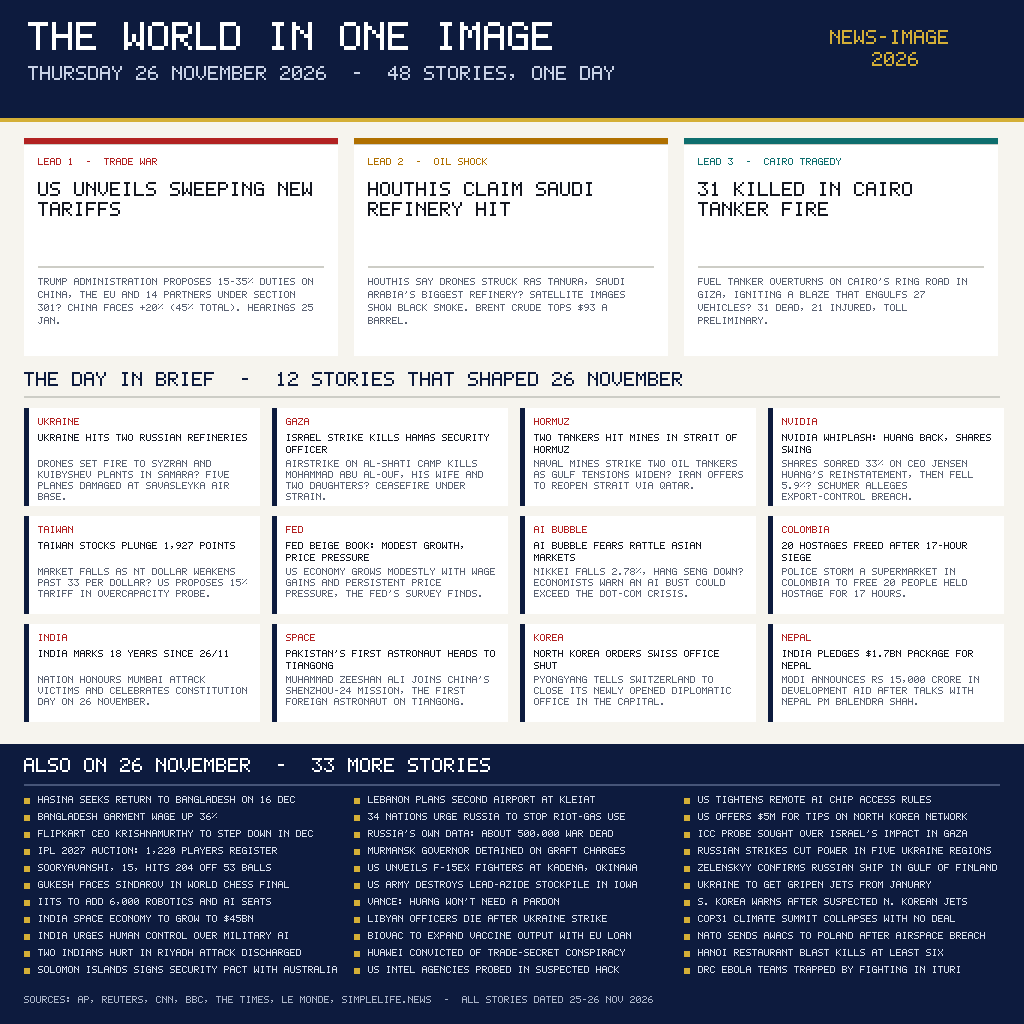 THE WORLD IN ONE IMAGE
THURSDAY 26 NOVEMBER 2026 - 48 STORIES, ONE DAY
NEWS-IMAGE
2026
LEAD 1 - TRADE WAR
US UNVEILS SWEEPING NEW
TARIFFS
TRUMP ADMINISTRATION PROPOSES 15-35% DUTIES ON
CHINA, THE EU AND 14 PARTNERS UNDER SECTION
301? CHINA FACES +20% (45% TOTAL). HEARINGS 25
JAN.
LEAD 2 - OIL SHOCK
HOUTHIS CLAIM SAUDI
REFINERY HIT
HOUTHIS SAY DRONES STRUCK RAS TANURA, SAUDI
ARABIA'S BIGGEST REFINERY? SATELLITE IMAGES
SHOW BLACK SMOKE. BRENT CRUDE TOPS $93 A
BARREL.
LEAD 3 - CAIRO TRAGEDY
31 KILLED IN CAIRO
TANKER FIRE
FUEL TANKER OVERTURNS ON CAIRO'S RING ROAD IN
GIZA, IGNITING A BLAZE THAT ENGULFS 27
VEHICLES? 31 DEAD, 21 INJURED, TOLL
PRELIMINARY.
THE DAY IN BRIEF - 12 STORIES THAT SHAPED 26 NOVEMBER
UKRAINE
UKRAINE HITS TWO RUSSIAN REFINERIES
DRONES SET FIRE TO SYZRAN AND
KUIBYSHEV PLANTS IN SAMARA? FIVE
PLANES DAMAGED AT SAVASLEYKA AIR
BASE.
GAZA
ISRAEL STRIKE KILLS HAMAS SECURITY
OFFICER
AIRSTRIKE ON AL-SHATI CAMP KILLS
MOHAMMAD ABU AL-OUF, HIS WIFE AND
TWO DAUGHTERS? CEASEFIRE UNDER
STRAIN.
HORMUZ
TWO TANKERS HIT MINES IN STRAIT OF
HORMUZ
NAVAL MINES STRIKE TWO OIL TANKERS
AS GULF TENSIONS WIDEN? IRAN OFFERS
TO REOPEN STRAIT VIA QATAR.
NVIDIA
NVIDIA WHIPLASH: HUANG BACK, SHARES
SWING
SHARES SOARED 33% ON CEO JENSEN
HUANG'S REINSTATEMENT, THEN FELL
5.9%? SCHUMER ALLEGES
EXPORT-CONTROL BREACH.
TAIWAN
TAIWAN STOCKS PLUNGE 1,927 POINTS
MARKET FALLS AS NT DOLLAR WEAKENS
PAST 33 PER DOLLAR? US PROPOSES 15%
TARIFF IN OVERCAPACITY PROBE.
FED
FED BEIGE BOOK: MODEST GROWTH,
PRICE PRESSURE
US ECONOMY GROWS MODESTLY WITH WAGE
GAINS AND PERSISTENT PRICE
PRESSURE, THE FED'S SURVEY FINDS.
AI BUBBLE
AI BUBBLE FEARS RATTLE ASIAN
MARKETS
NIKKEI FALLS 2.78%, HANG SENG DOWN?
ECONOMISTS WARN AN AI BUST COULD
EXCEED THE DOT-COM CRISIS.
COLOMBIA
20 HOSTAGES FREED AFTER 17-HOUR
SIEGE
POLICE STORM A SUPERMARKET IN
COLOMBIA TO FREE 20 PEOPLE HELD
HOSTAGE FOR 17 HOURS.
INDIA
INDIA MARKS 18 YEARS SINCE 26/11
NATION HONOURS MUMBAI ATTACK
VICTIMS AND CELEBRATES CONSTITUTION
DAY ON 26 NOVEMBER.
SPACE
PAKISTAN'S FIRST ASTRONAUT HEADS TO
TIANGONG
MUHAMMAD ZEESHAN ALI JOINS CHINA'S
SHENZHOU-24 MISSION, THE FIRST
FOREIGN ASTRONAUT ON TIANGONG.
KOREA
NORTH KOREA ORDERS SWISS OFFICE
SHUT
PYONGYANG TELLS SWITZERLAND TO
CLOSE ITS NEWLY OPENED DIPLOMATIC
OFFICE IN THE CAPITAL.
NEPAL
INDIA PLEDGES $1.7BN PACKAGE FOR
NEPAL
MODI ANNOUNCES RS 15,000 CRORE IN
DEVELOPMENT AID AFTER TALKS WITH
NEPAL PM BALENDRA SHAH.
ALSO ON 26 NOVEMBER - 33 MORE STORIES
HASINA SEEKS RETURN TO BANGLADESH ON 16 DEC
BANGLADESH GARMENT WAGE UP 36%
FLIPKART CEO KRISHNAMURTHY TO STEP DOWN IN DEC
IPL 2027 AUCTION: 1,220 PLAYERS REGISTER
SOORYAVANSHI, 15, HITS 204 OFF 53 BALLS
GUKESH FACES SINDAROV IN WORLD CHESS FINAL
IITS TO ADD 6,000 ROBOTICS AND AI SEATS
INDIA SPACE ECONOMY TO GROW TO $45BN
INDIA URGES HUMAN CONTROL OVER MILITARY AI
TWO INDIANS HURT IN RIYADH ATTACK DISCHARGED
SOLOMON ISLANDS SIGNS SECURITY PACT WITH AUSTRALIA
LEBANON PLANS SECOND AIRPORT AT KLEIAT
34 NATIONS URGE RUSSIA TO STOP RIOT-GAS USE
RUSSIA'S OWN DATA: ABOUT 500,000 WAR DEAD
MURMANSK GOVERNOR DETAINED ON GRAFT CHARGES
US UNVEILS F-15EX FIGHTERS AT KADENA, OKINAWA
US ARMY DESTROYS LEAD-AZIDE STOCKPILE IN IOWA
VANCE: HUANG WON'T NEED A PARDON
LIBYAN OFFICERS DIE AFTER UKRAINE STRIKE
BIOVAC TO EXPAND VACCINE OUTPUT WITH EU LOAN
HUAWEI CONVICTED OF TRADE-SECRET CONSPIRACY
US INTEL AGENCIES PROBED IN SUSPECTED HACK
US TIGHTENS REMOTE AI CHIP ACCESS RULES
US OFFERS $5M FOR TIPS ON NORTH KOREA NETWORK
ICC PROBE SOUGHT OVER ISRAEL'S IMPACT IN GAZA
RUSSIAN STRIKES CUT POWER IN FIVE UKRAINE REGIONS
ZELENSKYY CONFIRMS RUSSIAN SHIP IN GULF OF FINLAND
UKRAINE TO GET GRIPEN JETS FROM JANUARY
S. KOREA WARNS AFTER SUSPECTED N. KOREAN JETS
COP31 CLIMATE SUMMIT COLLAPSES WITH NO DEAL
NATO SENDS AWACS TO POLAND AFTER AIRSPACE BREACH
HANOI RESTAURANT BLAST KILLS AT LEAST SIX
DRC EBOLA TEAMS TRAPPED BY FIGHTING IN ITURI
SOURCES: AP, REUTERS, CNN, BBC, THE TIMES, LE MONDE, SIMPLELIFE.NEWS - ALL STORIES DATED 25-26 NOV 2026